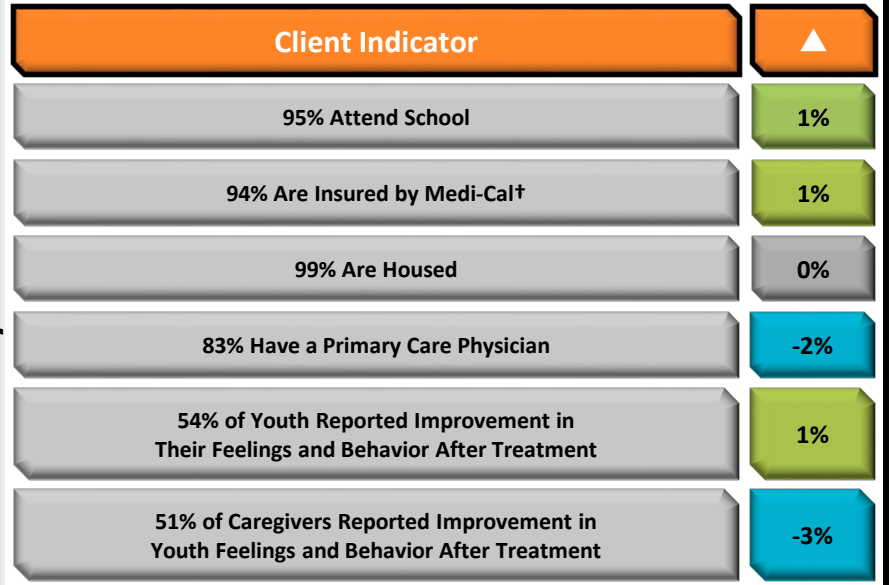 Client Indicator ▲
95% Attend School 1%
94% Are Insured by Medi-Cal† 1%
99% Are Housed 0%
83% Have a Primary Care Physician -2%
54% of Youth Reported Improvement in
Their Feelings and Behavior After Treatment
1%
51% of Caregivers Reported Improvement in
Youth Feelings and Behavior After Treatment
-3%